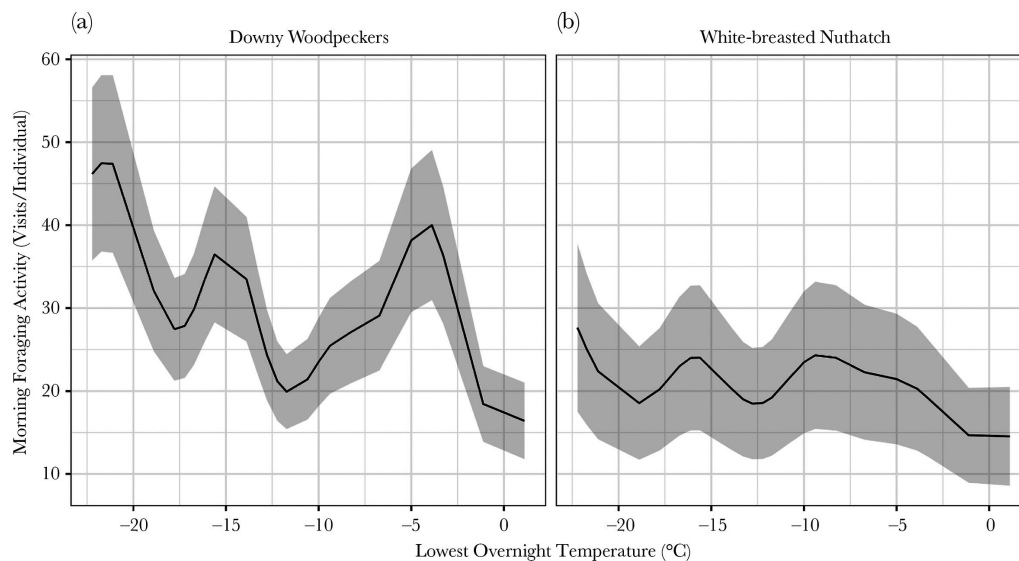 (a)
(b)
Downy Woodpeckers
White-breasted Nuthatch
Morning Foraging Activity (Visits/Individual)
60
50
40
30
20
10
−20
−15
−10
−5
0
−20
−15
−10
−5
0
Lowest Overnight Temperature (°C)